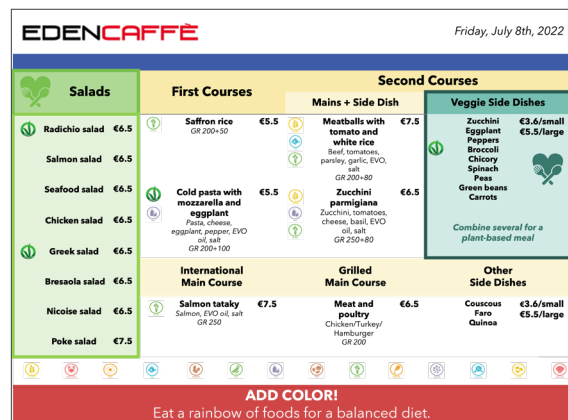 EDENCAFFÈ
Friday, July 8th, 2022
Salads
First Courses
Second Courses
Mains + Side Dish
Veggie Side Dishes
Radichio salad €6.5
Salmon salad €6.5
Seafood salad €6.5
Chicken salad €6.5
Greek salad €6.5
Bresaola salad €6.5
Nicoise salad €6.5
Poke salad €7.5
Saffron rice €5.5
GR 200+50
Cold pasta with €5.5
mozzarella and
eggplant
Pasta, cheese,
eggplant, pepper, EVO
oil, salt
GR 200+100
Meatballs with €7.5
tomato and
white rice
Beef, tomatoes,
parsley, garlic, EVO,
salt
GR 200+80
Zucchini €6.5
parmigiana
Zucchini, tomatoes,
cheese, basil, EVO
oil, salt
GR 250+80
Zucchini €3.6/small
Eggplant €5.5/large
Peppers
Broccoli
Chicory
Spinach
Peas
Green beans
Carrots
Combine several for a
plant-based meal
International
Main Course
Salmon tataky €7.5
Salmon, EVO oil, salt
GR 250
Grilled
Main Course
Meat and €6.5
poultry
Chicken/Turkey/
Hamburger
GR 200
Other
Side Dishes
Couscous €3.6/small
Faro €5.5/large
Quinoa
ADD COLOR!
Eat a rainbow of foods for a balanced diet.